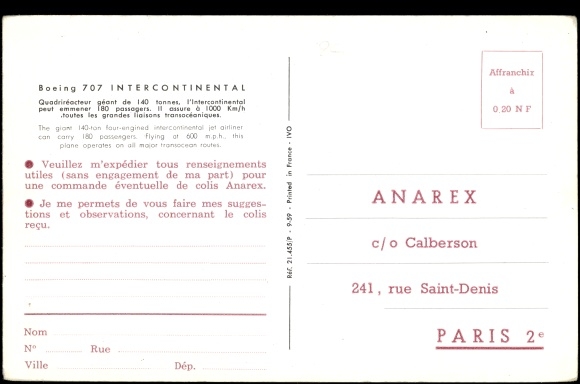 Boeing 707 INTERCONTINENTAL
Quadriréacteur géant de 140 tonnes, l'Intercontinental
peut emmener 180 passagers. Il assure à 1000 Km/h
.toutes les grandes liaisons transocéaniques.
The giant 140-ton four-engined intercontinental jet airliner
can carry 180 passengers. Flying at 600 m.p.h., this
plane operates on all major transocean routes.
● Veuillez m'expédier tous renseignements
utiles (sans engagement de ma part) pour
une commande éventuelle de colis Anarex.
● Je me permets de vous faire mes sugges-
tions et observations, concernant le colis
reçu.
Nom
N° Rue
Ville Dép.
Réf. 21.455/P - 9-59 - Printed in France - IVO
Affranchir
à
0,20 N F
ANAREX
c/o Calberson
241, rue Saint-Denis
PARIS 2e